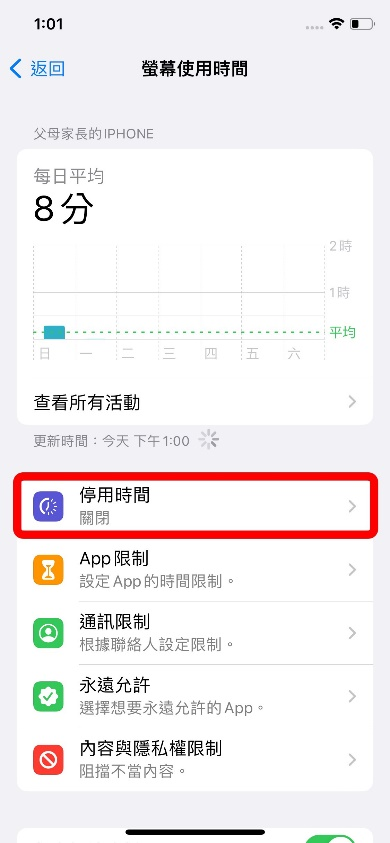 1:01
返回
螢幕使用時間
父母家長的IPHONE
每日平均
8分
2時
1時
平均
日 一 二 三 四 五 六
查看所有活動
更新時間：今天 下午1:00
停用時間
關閉
App限制
設定App的時間限制。
通訊限制
根據聯絡人設定限制。
永遠允許
選擇想要永遠允許的App。
內容與隱私權限制
阻擋不當內容。